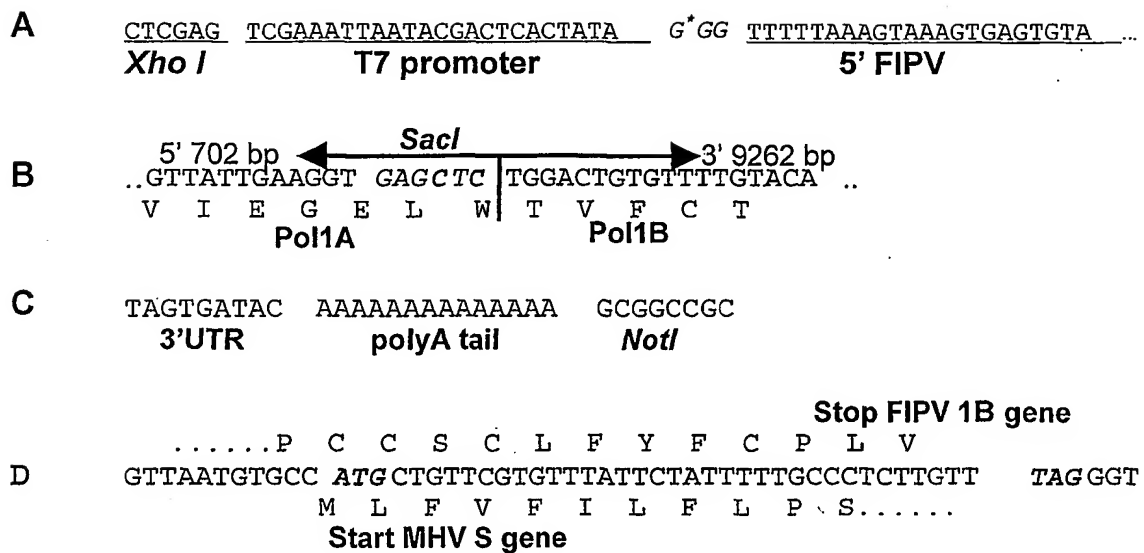 A CTCGAG TCGAAATTAATACGACTCACTATA G*GG TTTTTAAAGTAAAGTGAGTGTA ...
Xho I T7 promoter 5' FIPV
SacI
5' 702 bp 3' 9262 bp
B ..GTTATTGAAGGT GAGCTC TGGACTGTGTTTTGTACA ..
V I E G E L W T V F C T
Pol1A Pol1B
C TAGTGATAC AAAAAAAAAAAAAA GCGGCCGC
3'UTR polyA tail NotI
Stop FIPV 1B gene
......P C C S C L F Y F C P L V
D GTTAATGTGCC ATG CTGTTCGTGTTTATTCTATTTTTGCCCTCTTGTT TAG GGT
M L F V F I L F L P S......
Start MHV S gene